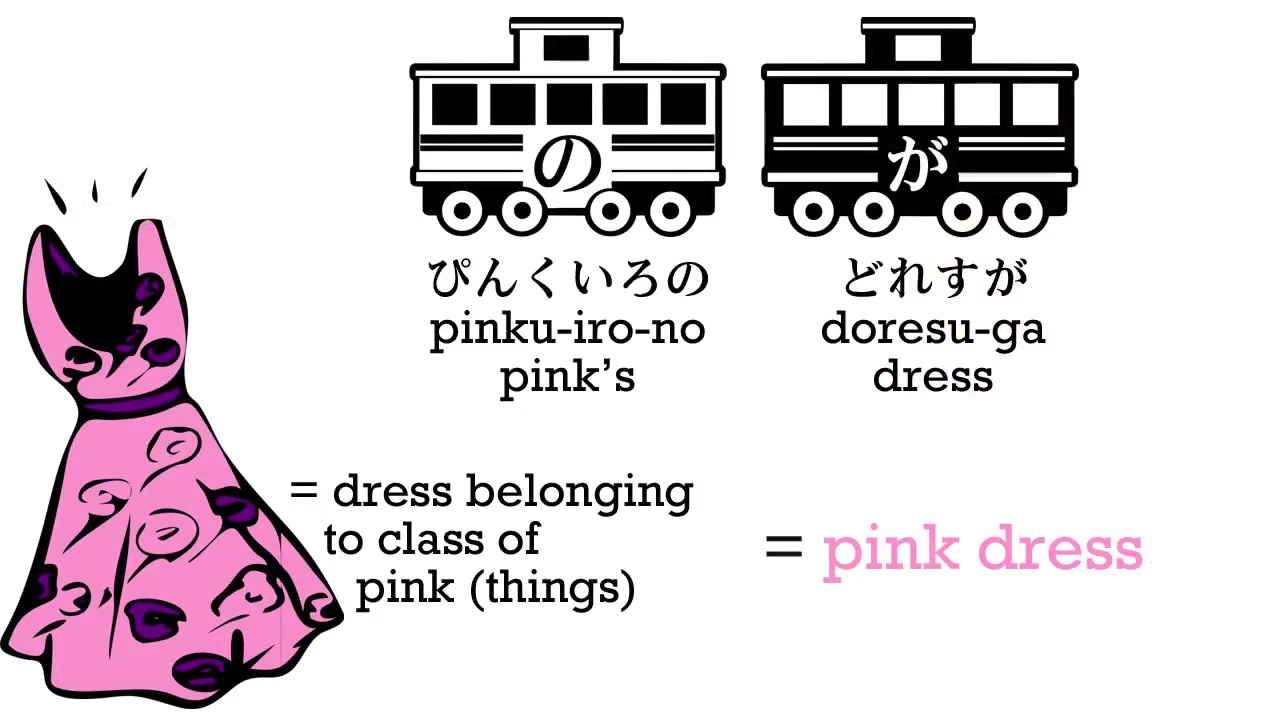 の
が
ぴんくいろの
pinku-iro-no
pink's
どれすが
doresu-ga
dress
= dress belonging
to class of
pink (things)
= pink dress